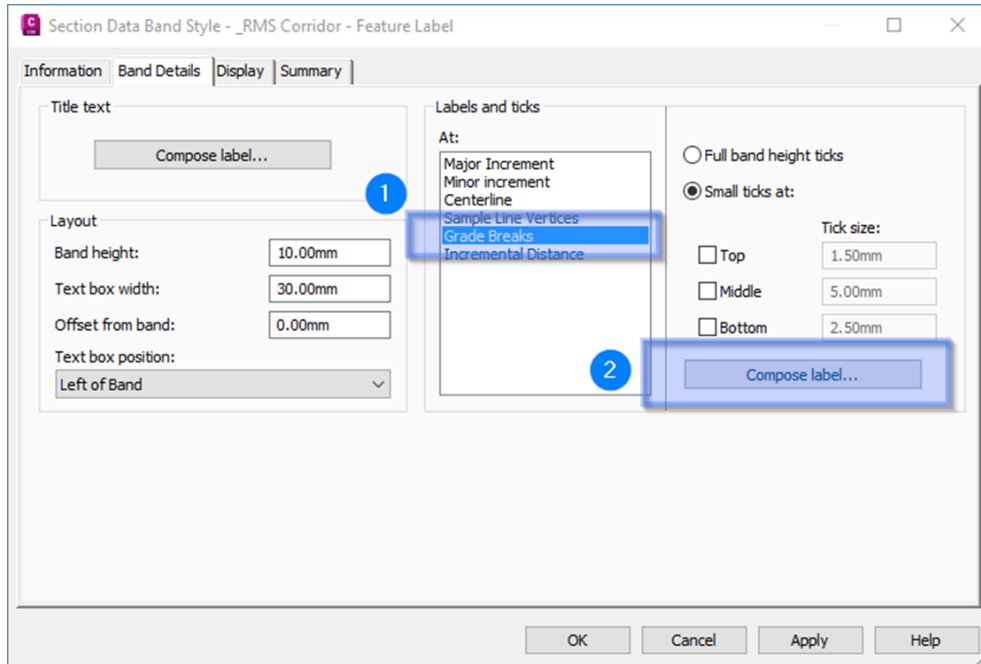 Section Data Band Style - _RMS Corridor - Feature Label
Information Band Details Display Summary
Title text
Compose label...
1
Layout
Band height: 10.00mm
Text box width: 30.00mm
Offset from band: 0.00mm
Text box position:
Left of Band
Labels and ticks
At:
Major Increment
Minor increment
Centerline
Sample Line Vertices
Grade Breaks
Incremental Distance
Full band height ticks
Small ticks at:
Tick size:
Top 1.50mm
Middle 5.00mm
Bottom 2.50mm
2
Compose label...
OK Cancel Apply Help